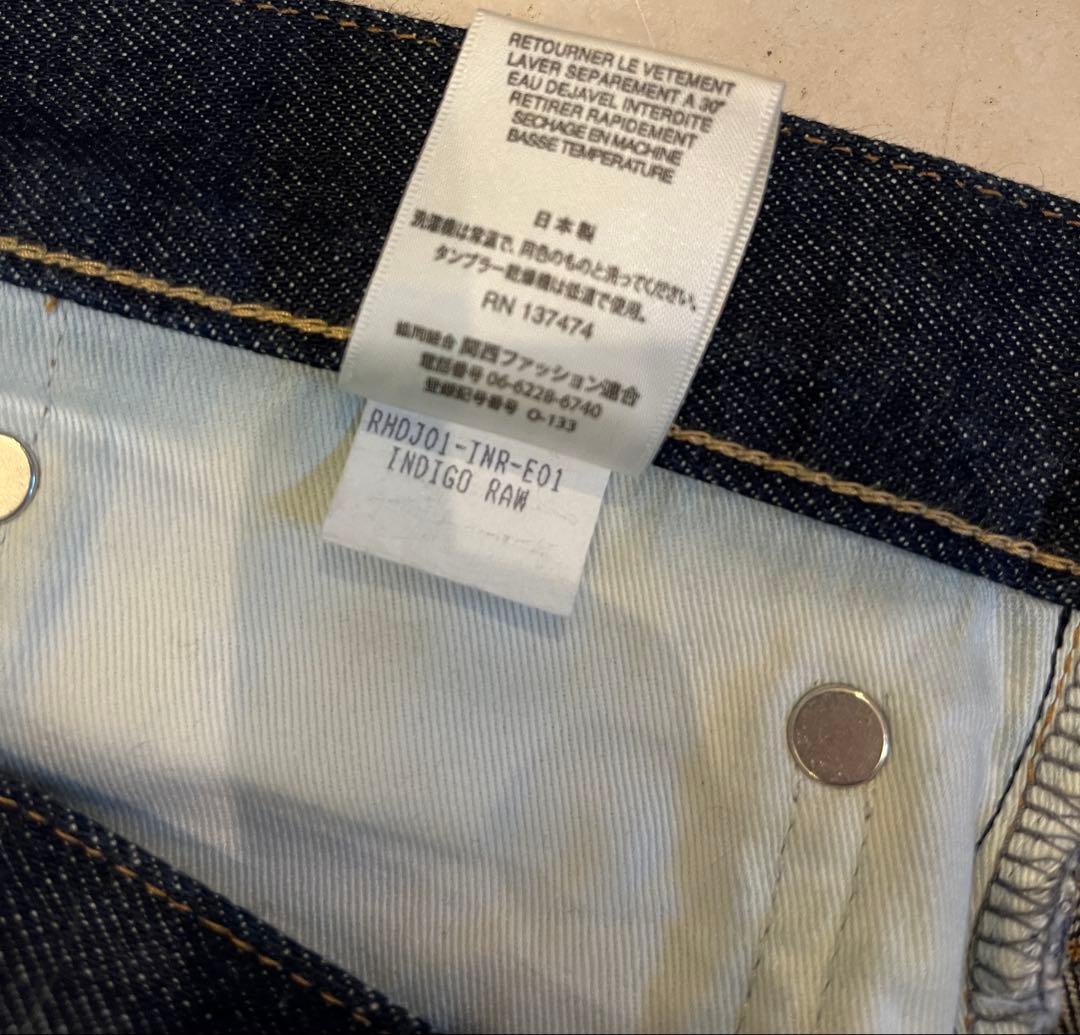 RETOURNER LE VETEMENT
LAVER SEPAREMENT A 30°
EAU DEJAVEL INTERDITE
RETIRER RAPIDEMENT
SECHAGE EN MACHINE
BASSE TEMPERATURE
日本製
洗濯機は常温で、同色のものと洗ってください。
タンブラー乾燥機は低温で使用。
RN 137474
協同組合 関西ファッション連合
電話番号 06-6228-6740
登録記号番号 O-133
RHDJ01-INR-E01
INDIGO RAW